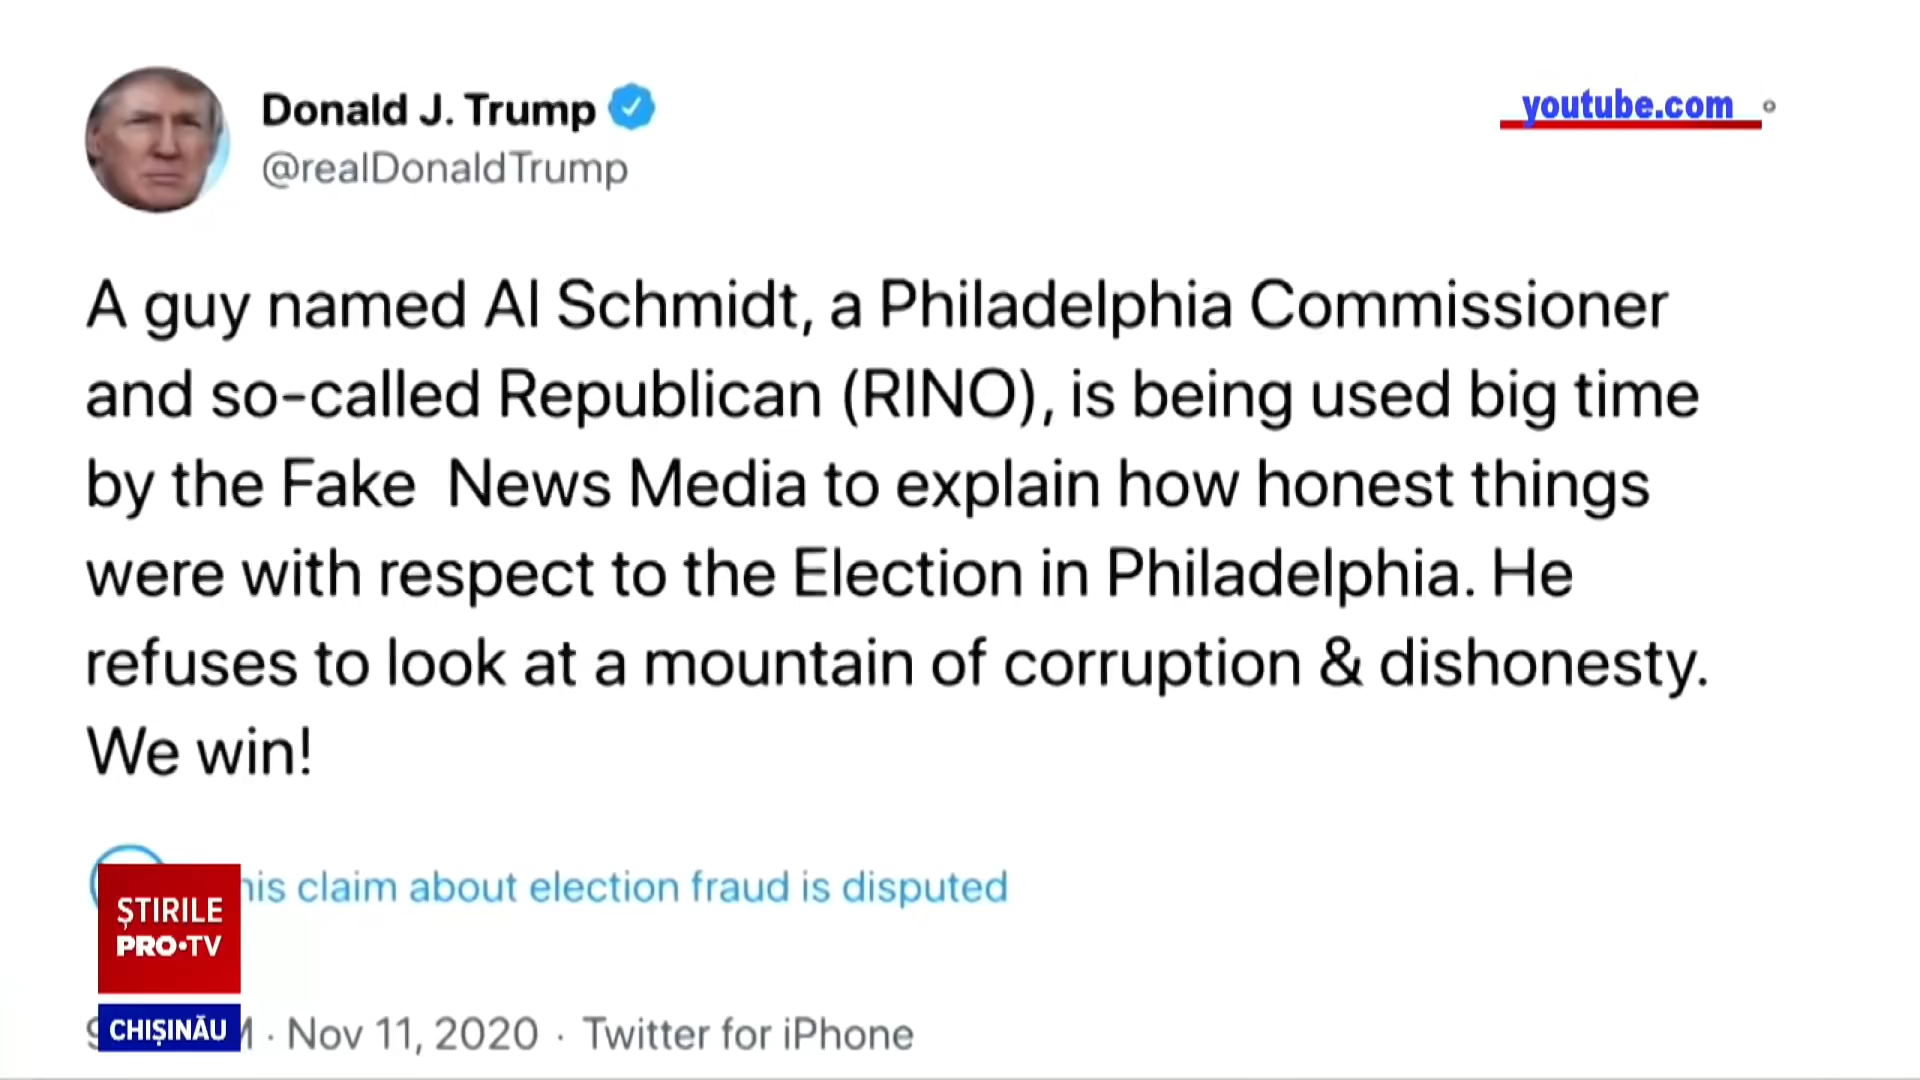 Donald J. Trump
@realDonaldTrump
youtube.com
A guy named Al Schmidt, a Philadelphia Commissioner
and so-called Republican (RINO), is being used big time
by the Fake News Media to explain how honest things
were with respect to the Election in Philadelphia. He
refuses to look at a mountain of corruption & dishonesty.
We win!
claim about election fraud is disputed
ȘTIRILE
PRO•TV
CHIȘINĂU
· Nov 11, 2020 · Twitter for iPhone